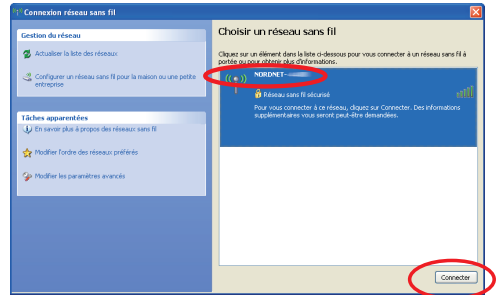 Connexion réseau sans fil
Gestion du réseau
Actualiser la liste des réseaux
Configurer un réseau sans fil pour la maison ou une petite
entreprise
Tâches apparentées
En savoir plus à propos des réseaux sans fil
Modifier l'ordre des réseaux préférés
Modifier les paramètres avancés
Choisir un réseau sans fil
Cliquez sur un élément dans la liste ci-dessous pour vous connecter à un réseau sans fil à
portée ou pour obtenir plus d'informations.
NORDNET-
Réseau sans fil sécurisé
Pour vous connecter à ce réseau, cliquez sur Connecter. Des informations
supplémentaires vous seront peut-être demandées.
Connecter